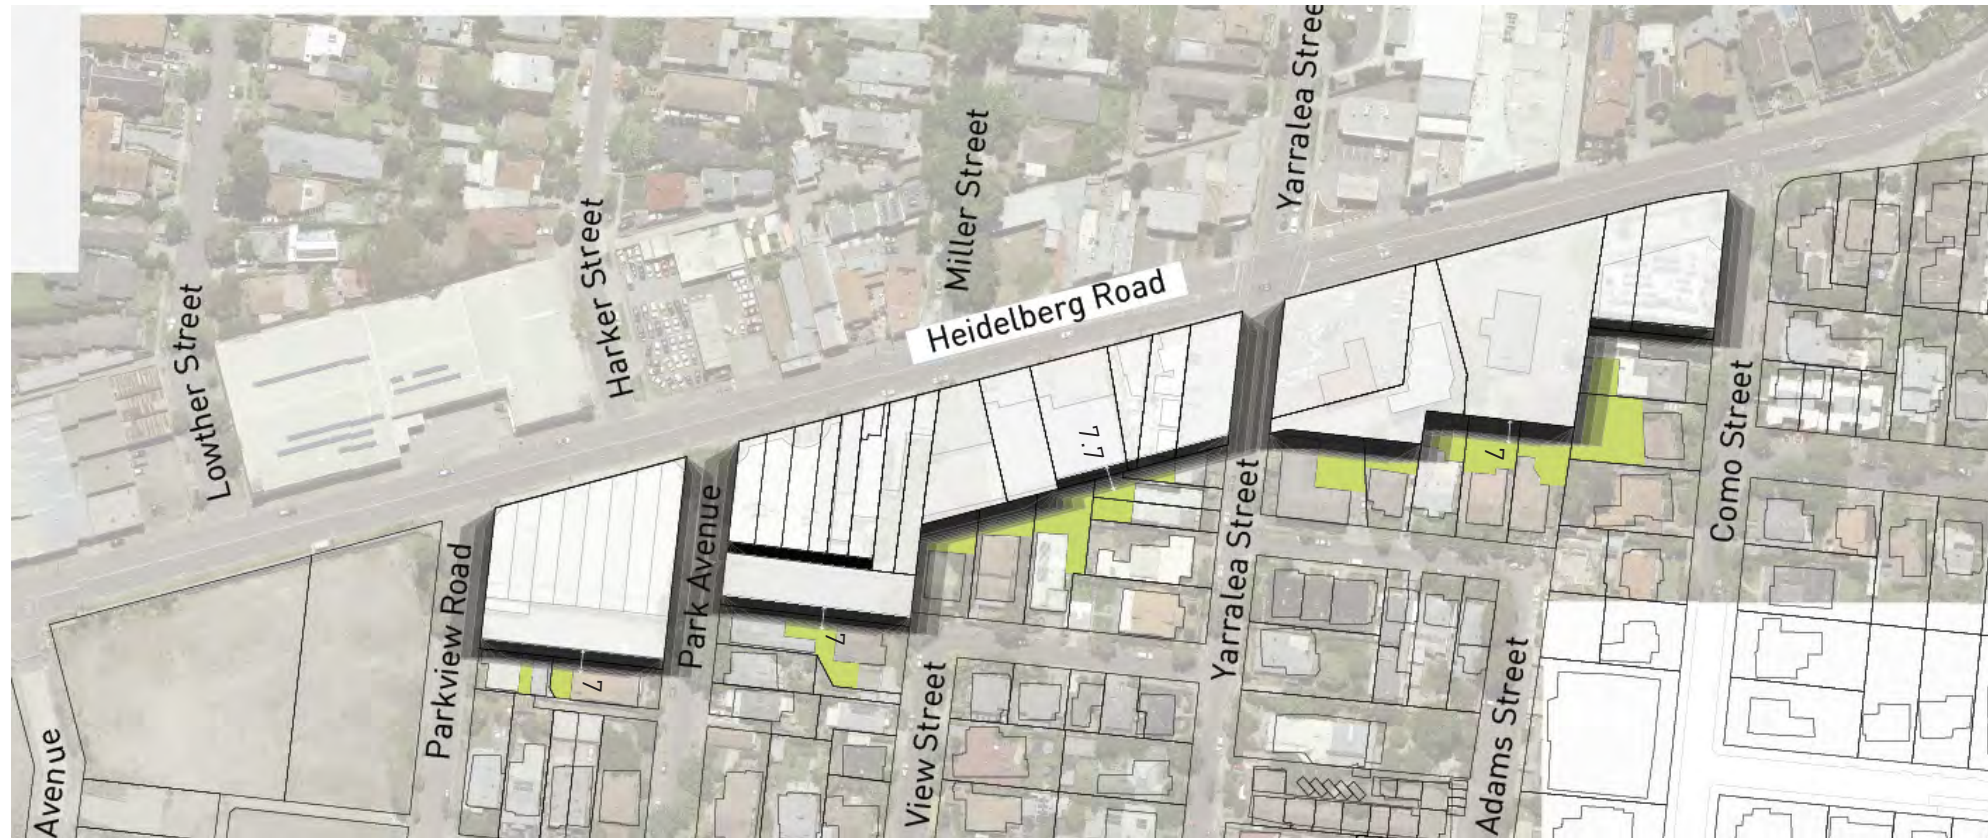 Yarralea Stree
Miller Street
Harker Street
Lowther Street
Heidelberg Road
7.7
7
Como Street
Park Avenue
Yarralea Street
Parkview Road
7
7
View Street
Adams Street
Avenue